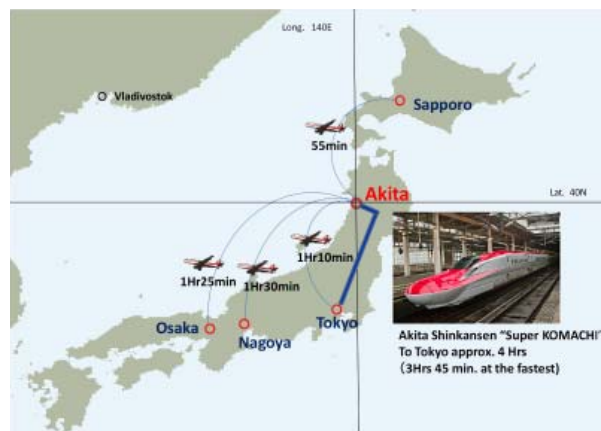 Long. 140E
Vladivostok
Sapporo
55min
Lat. 40N
Akita
1Hr10min
1Hr25min
1Hr30min
Osaka
Nagoya
Tokyo
Akita Shinkansen "Super KOMACHI"
To Tokyo approx. 4 Hrs
(3Hrs 45 min. at the fastest)